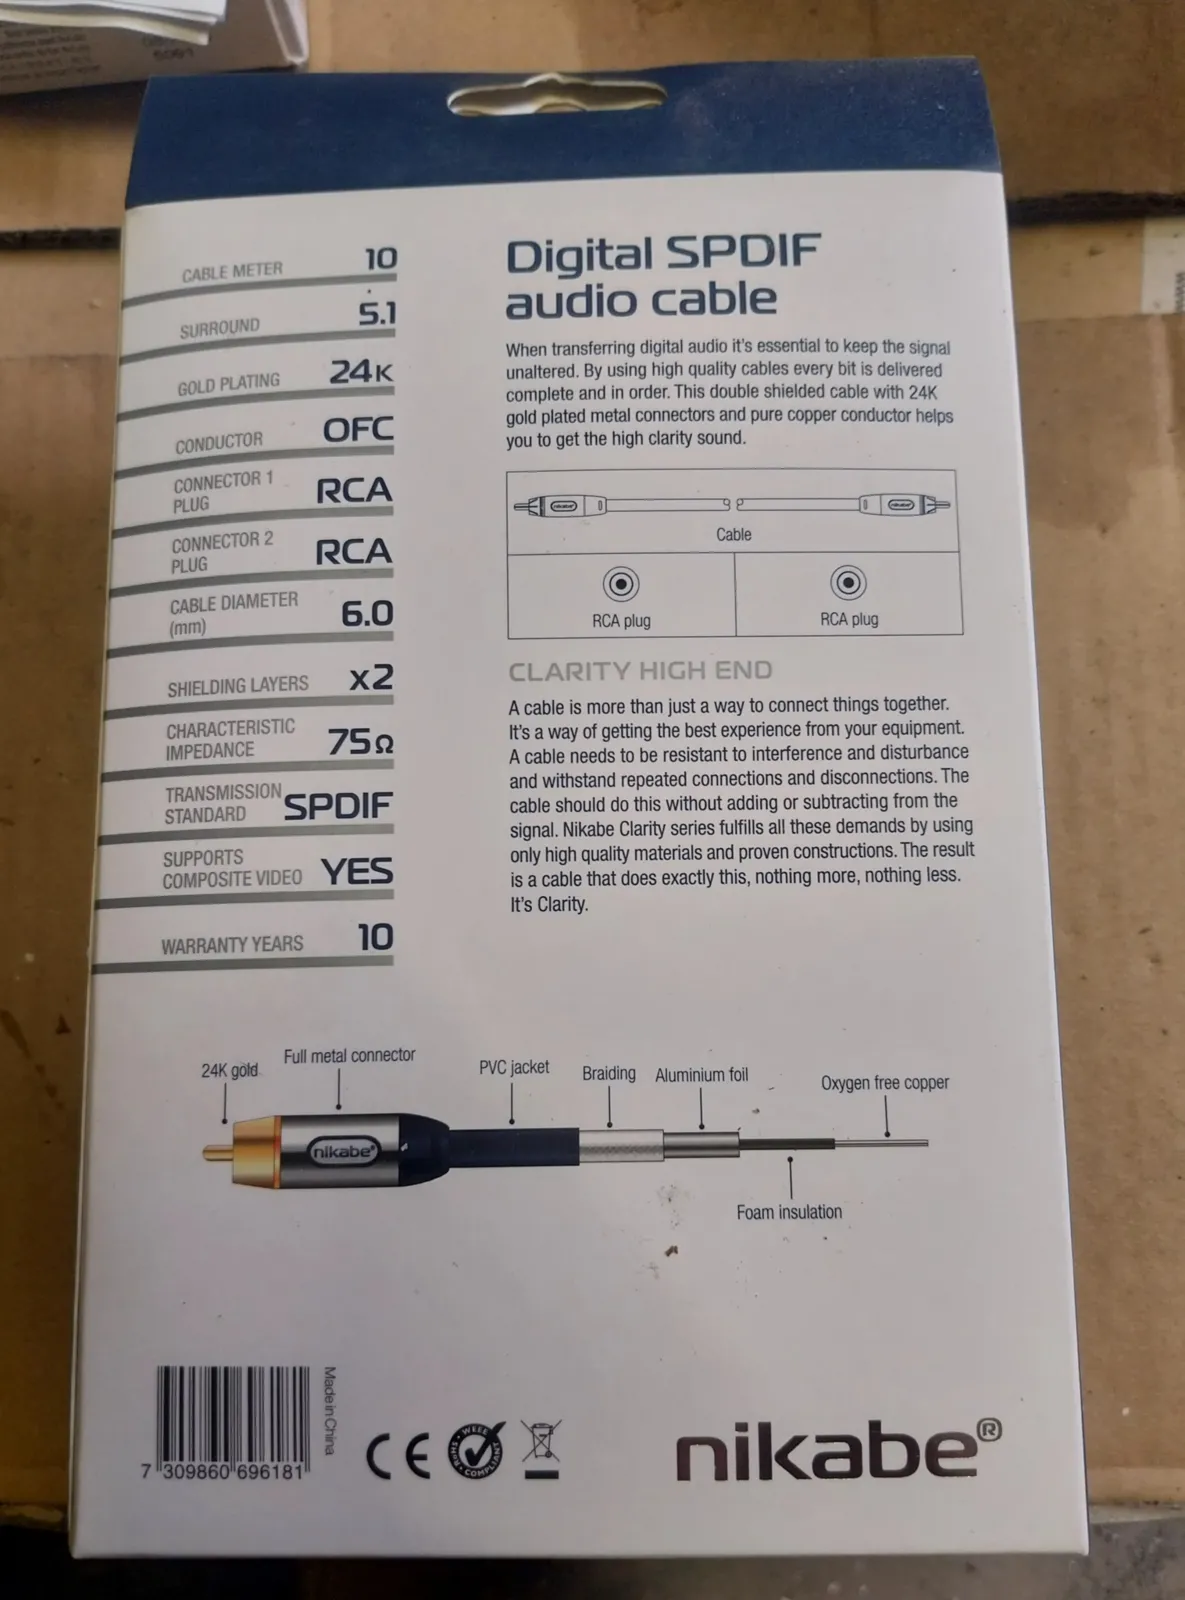 CABLE METER 10
SURROUND 5.1
GOLD PLATING 24K
CONDUCTOR OFC
CONNECTOR 1
PLUG RCA
CONNECTOR 2
PLUG RCA
CABLE DIAMETER
(mm) 6.0
SHIELDING LAYERS x2
CHARACTERISTIC
IMPEDANCE 75Ω
TRANSMISSION
STANDARD SPDIF
SUPPORTS
COMPOSITE VIDEO YES
WARRANTY YEARS 10
Digital SPDIF
audio cable
When transferring digital audio it's essential to keep the signal
unaltered. By using high quality cables every bit is delivered
complete and in order. This double shielded cable with 24K
gold plated metal connectors and pure copper conductor helps
you to get the high clarity sound.
nikabe® nikabe®
Cable
RCA plug RCA plug
CLARITY HIGH END
A cable is more than just a way to connect things together.
It's a way of getting the best experience from your equipment.
A cable needs to be resistant to interference and disturbance
and withstand repeated connections and disconnections. The
cable should do this without adding or subtracting from the
signal. Nikabe Clarity series fulfills all these demands by using
only high quality materials and proven constructions. The result
is a cable that does exactly this, nothing more, nothing less.
It's Clarity.
24K gold
Full metal connector
PVC jacket
Braiding
Aluminium foil
Oxygen free copper
nikabe®
Foam insulation
7 309860 696181
Made in China
CE
WEEE
RoHS
COMPLIANT
nikabe®